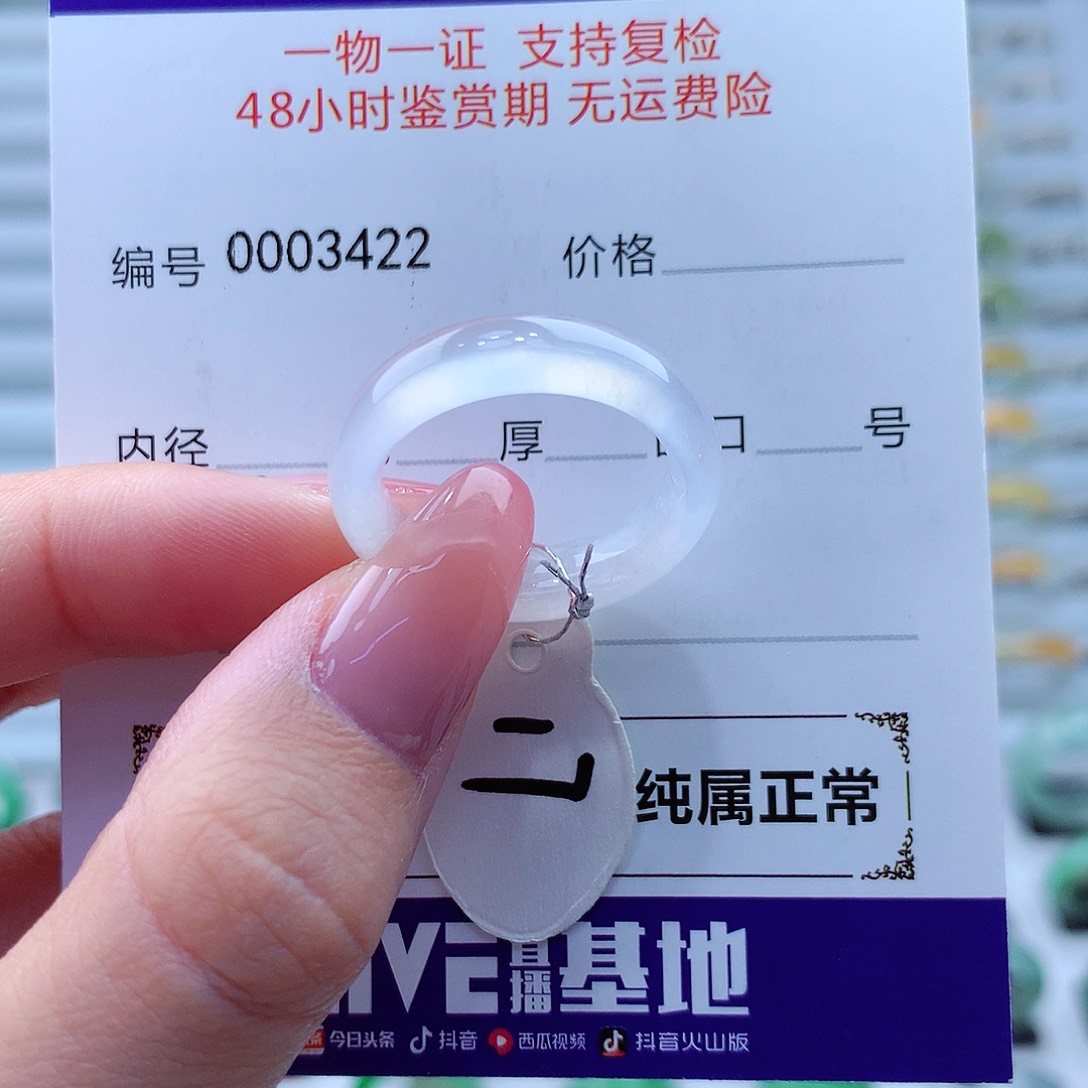 一物一证 支持复检
48小时鉴赏期 无运费险
编号 0003422 价格
内径 厚 口 号
纯属正常
直播基地
今日头条 抖音 西瓜视频 抖音火山版